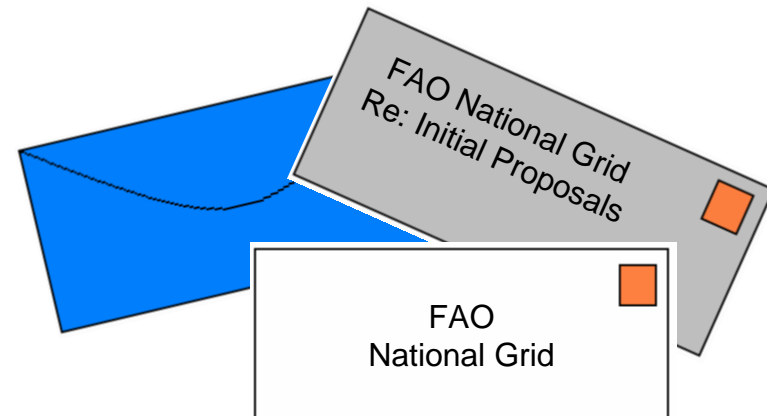 FAO National Grid
Re: Initial Proposals
FAO
National Grid